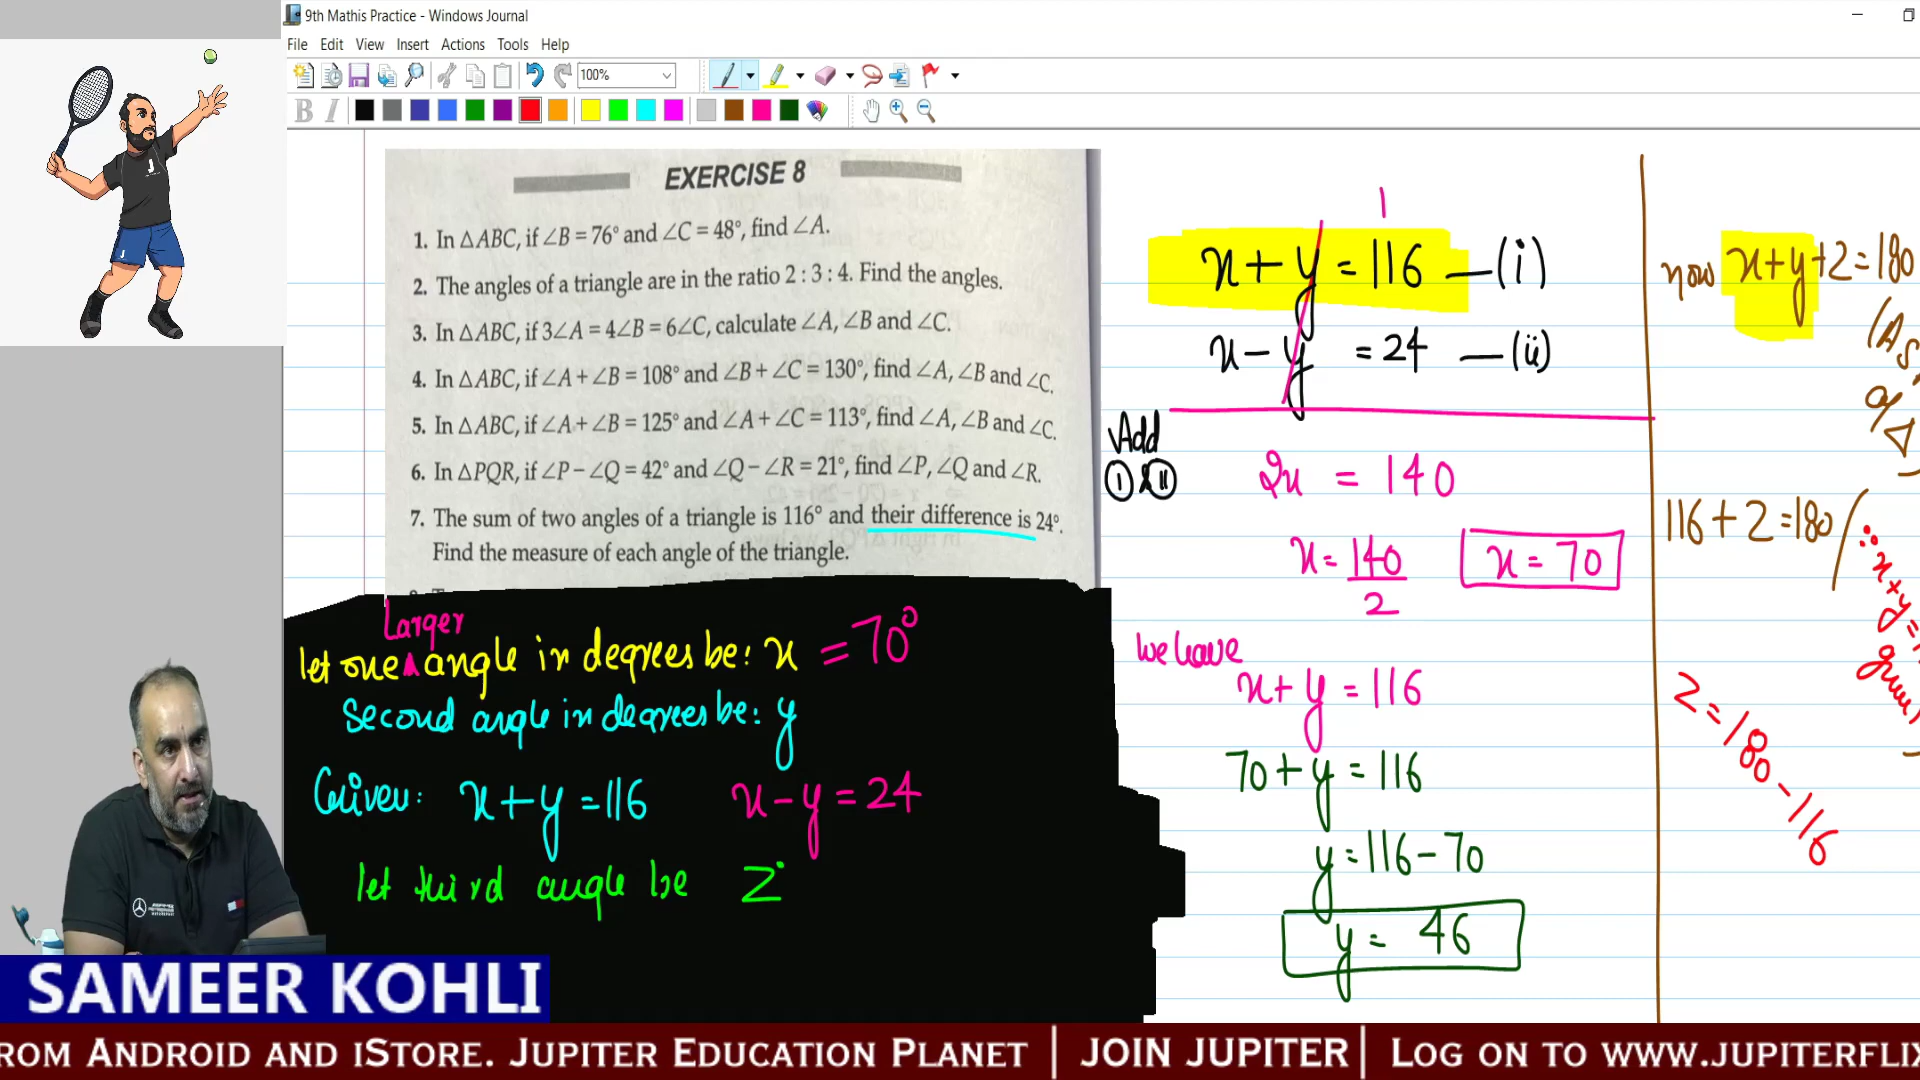 9th Mathis Practice - Windows Journal
File Edit View Insert Actions Tools Help
100%
B I
J
J
EXERCISE 8
1. In △ABC, if ∠B = 76° and ∠C = 48°, find ∠A.
2. The angles of a triangle are in the ratio 2 : 3 : 4. Find the angles.
3. In △ABC, if 3∠A = 4∠B = 6∠C, calculate ∠A, ∠B and ∠C.
4. In △ABC, if ∠A + ∠B = 108° and ∠B + ∠C = 130°, find ∠A, ∠B and ∠C.
5. In △ABC, if ∠A + ∠B = 125° and ∠A + ∠C = 113°, find ∠A, ∠B and ∠C.
6. In △PQR, if ∠P − ∠Q = 42° and ∠Q − ∠R = 21°, find ∠P, ∠Q and ∠R.
7. The sum of two angles of a triangle is 116° and their difference is 24°.
Find the measure of each angle of the triangle.
Larger
let one angle in degrees be: x = 70°
Second angle in degrees be: y
Given: x + y = 116 x − y = 24
let third angle be z°
x + y = 116 — (i)
x − y = 24 — (ii)
Add
① & ②
2x = 140
x = 140/2
x = 70
We have
x + y = 116
70 + y = 116
y = 116 − 70
y = 46
now x + y + z = 180
(As
of △
116 + z = 180
∴ x + y =
given
z = 180 − 116
SAMEER KOHLI
ROM ANDROID AND ISTORE. JUPITER EDUCATION PLANET | JOIN JUPITER | LOG ON TO WWW.JUPITERFLIX